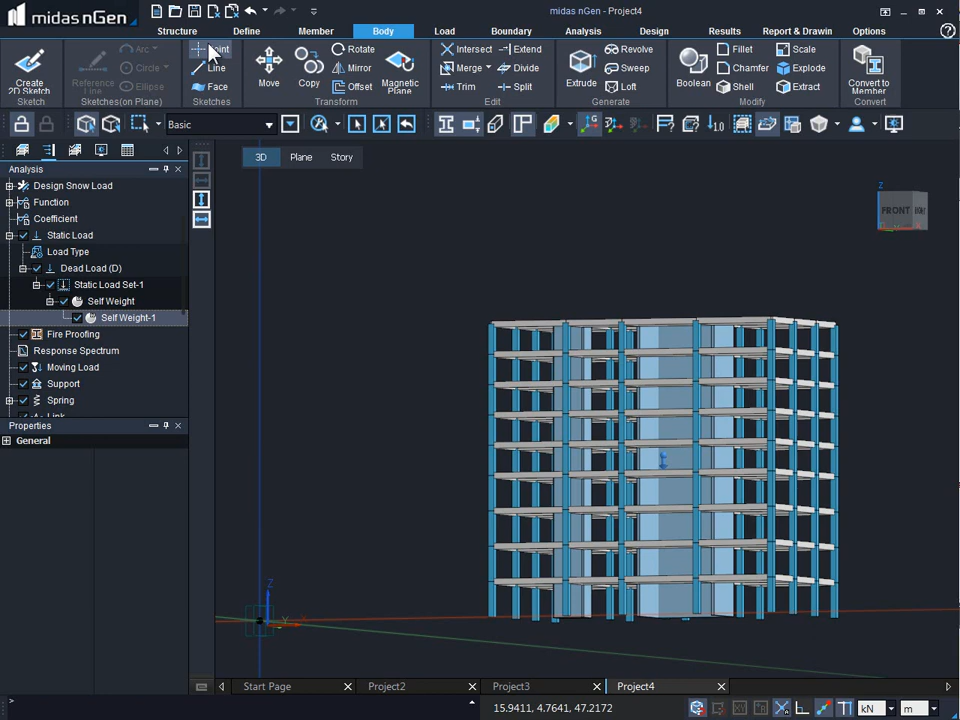 midas nGen
midas nGen - Project4
Structure Define Member Body Load Boundary Analysis Design Results Report & Drawin Options
Create
2D Sketch
Sketch
Reference
Line
Arc
Circle
Ellipse
Sketches(on Plane)
Line
Face
Sketches
Move
Copy
Rotate
Mirror
Offset
Magnetic
Plane
Transform
Intersect
Merge
Trim
Extend
Divide
Split
Edit
Extrude
Revolve
Sweep
Loft
Generate
Boolean
Fillet
Chamfer
Shell
Scale
Explode
Extract
Modify
Convert to
Member
Convert
Basic
1.0
3D Plane Story
Analysis
Design Snow Load
Function
Coefficient
Static Load
Load Type
Dead Load (D)
Static Load Set-1
Self Weight
Self Weight-1
Fire Proofing
Response Spectrum
Moving Load
Support
Spring
Link
Properties
General
Z
FRONT
Z
Y
Start Page Project2 Project3 Project4
>
15.9411, 4.7641, 47.2172
kN m